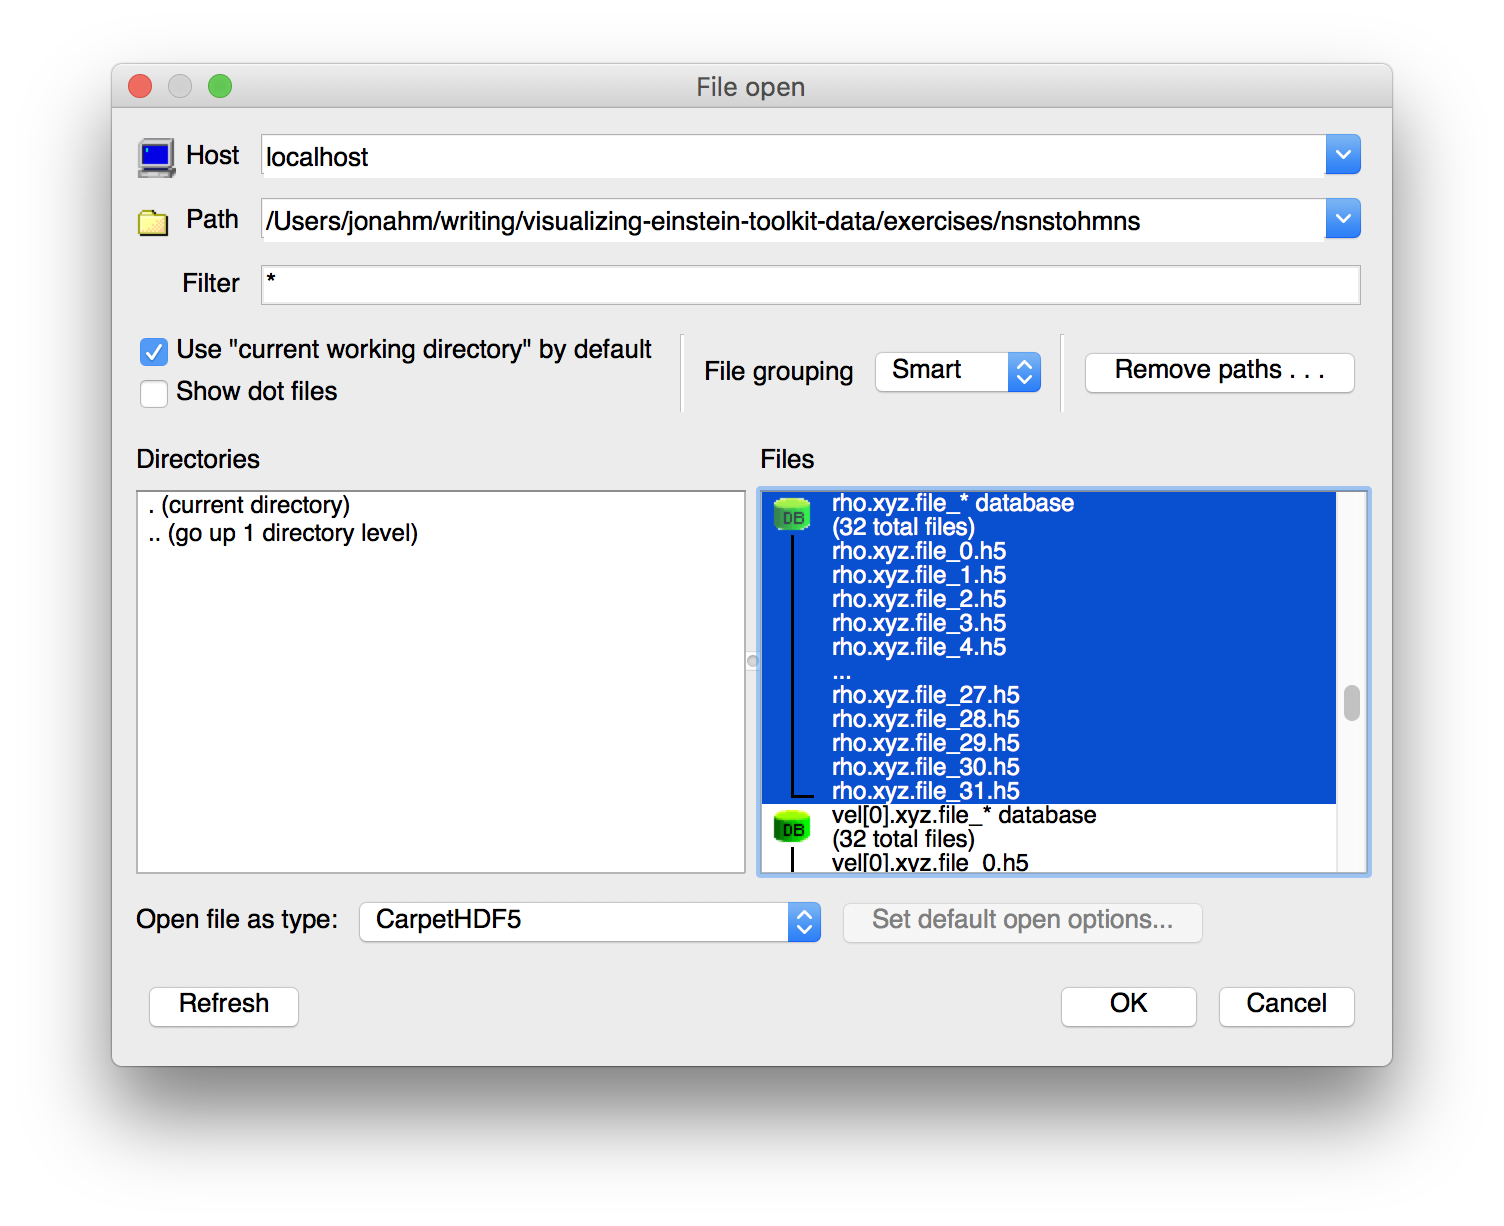 File open
Host
localhost
Path
/Users/jonahm/writing/visualizing-einstein-toolkit-data/exercises/nsnstohmns
Filter
*
Use "current working directory" by default
Show dot files
File grouping
Smart
Remove paths . . .
Directories
. (current directory)
.. (go up 1 directory level)
Files
DB
rho.xyz.file_* database
(32 total files)
rho.xyz.file_0.h5
rho.xyz.file_1.h5
rho.xyz.file_2.h5
rho.xyz.file_3.h5
rho.xyz.file_4.h5
...
rho.xyz.file_27.h5
rho.xyz.file_28.h5
rho.xyz.file_29.h5
rho.xyz.file_30.h5
rho.xyz.file_31.h5
DB
vel[0].xyz.file_* database
(32 total files)
vel[0].xyz.file_0.h5
Open file as type:
CarpetHDF5
Set default open options...
Refresh
OK
Cancel